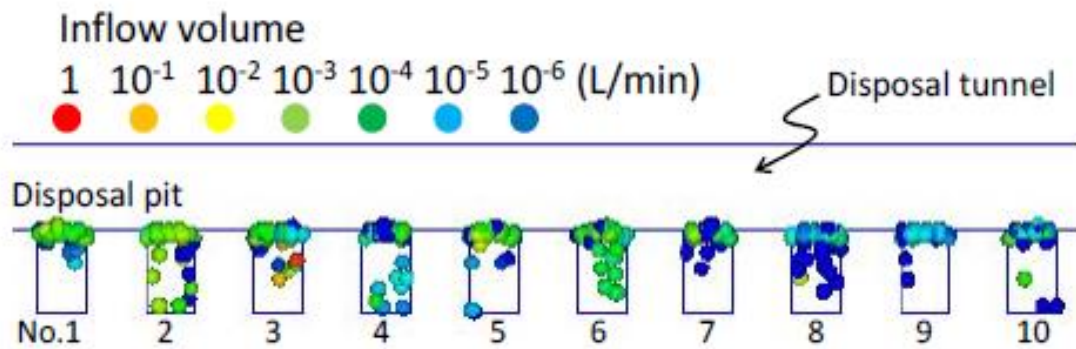 Inflow volume
1 10⁻¹ 10⁻² 10⁻³ 10⁻⁴ 10⁻⁵ 10⁻⁶ (L/min)
Disposal tunnel
Disposal pit
No.1 2 3 4 5 6 7 8 9 10